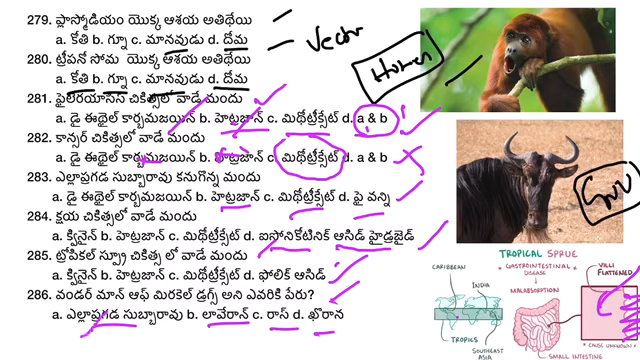 279. ప్లాస్మోడియం యొక్క ఆశయ అతిథేయి
a. కోతి b. గ్నూ c. మానవుడు d. దోమ
280. ట్రిపనో సోమ యొక్క ఆశయ అతిథేయి
a. కోతి b. గ్నూ c. మానవుడు d. దోమ
281. ఫైలేరియాసిస్ చికిత్సలో వాడే మందు
a. డై ఈథైల్ కార్బమజయిన్ b. హెట్రజాన్ c. మిథోట్రీక్సేట్ d. a & b
282. కాన్సర్ చికిత్సలో వాడే మందు
a. డై ఈథైల్ కార్బమజయిన్ b. హెట్రజాన్ c. మిథోట్రీక్సేట్ d. a & b
283. ఎల్లాప్రగడ సుబ్బారావు కనుగొన్న మందు
a. డై ఈథైల్ కార్బమజయిన్ b. హెట్రజాన్ c. మిథోట్రీక్సేట్ d. పై వన్ని
284. క్షయ చికిత్సలో వాడే మందు
a. క్వినైన్ b. హెట్రజాన్ c. మిథోట్రీక్సేట్ d. ఐసోనికోటినిక్ ఆసిడ్ హైడ్రజైడ్
285. ట్రోపికల్ స్ప్రూ చికిత్స లో వాడే మందు
a. క్వినైన్ b. హెట్రజాన్ c. మిథోట్రీక్సేట్ d. ఫోలిక్ ఆసిడ్
286. వండర్ మాన్ ఆఫ్ మిరకెల్ డ్రగ్స్ అని ఎవరికి పేరు?
a. ఎల్లాప్రగడ సుబ్బారావు b. లావేరాన్ c. రాస్ d. ఖొరాన
Vector
Human
TROPICAL SPRUE
* GASTROINTESTINAL DISEASE
↓
MALABSORPTION
VILLI FLATTENED
CARIBBEAN
INDIA
TROPICS
SOUTHEAST ASIA
SMALL INTESTINE
* CAUSE UNKNOWN